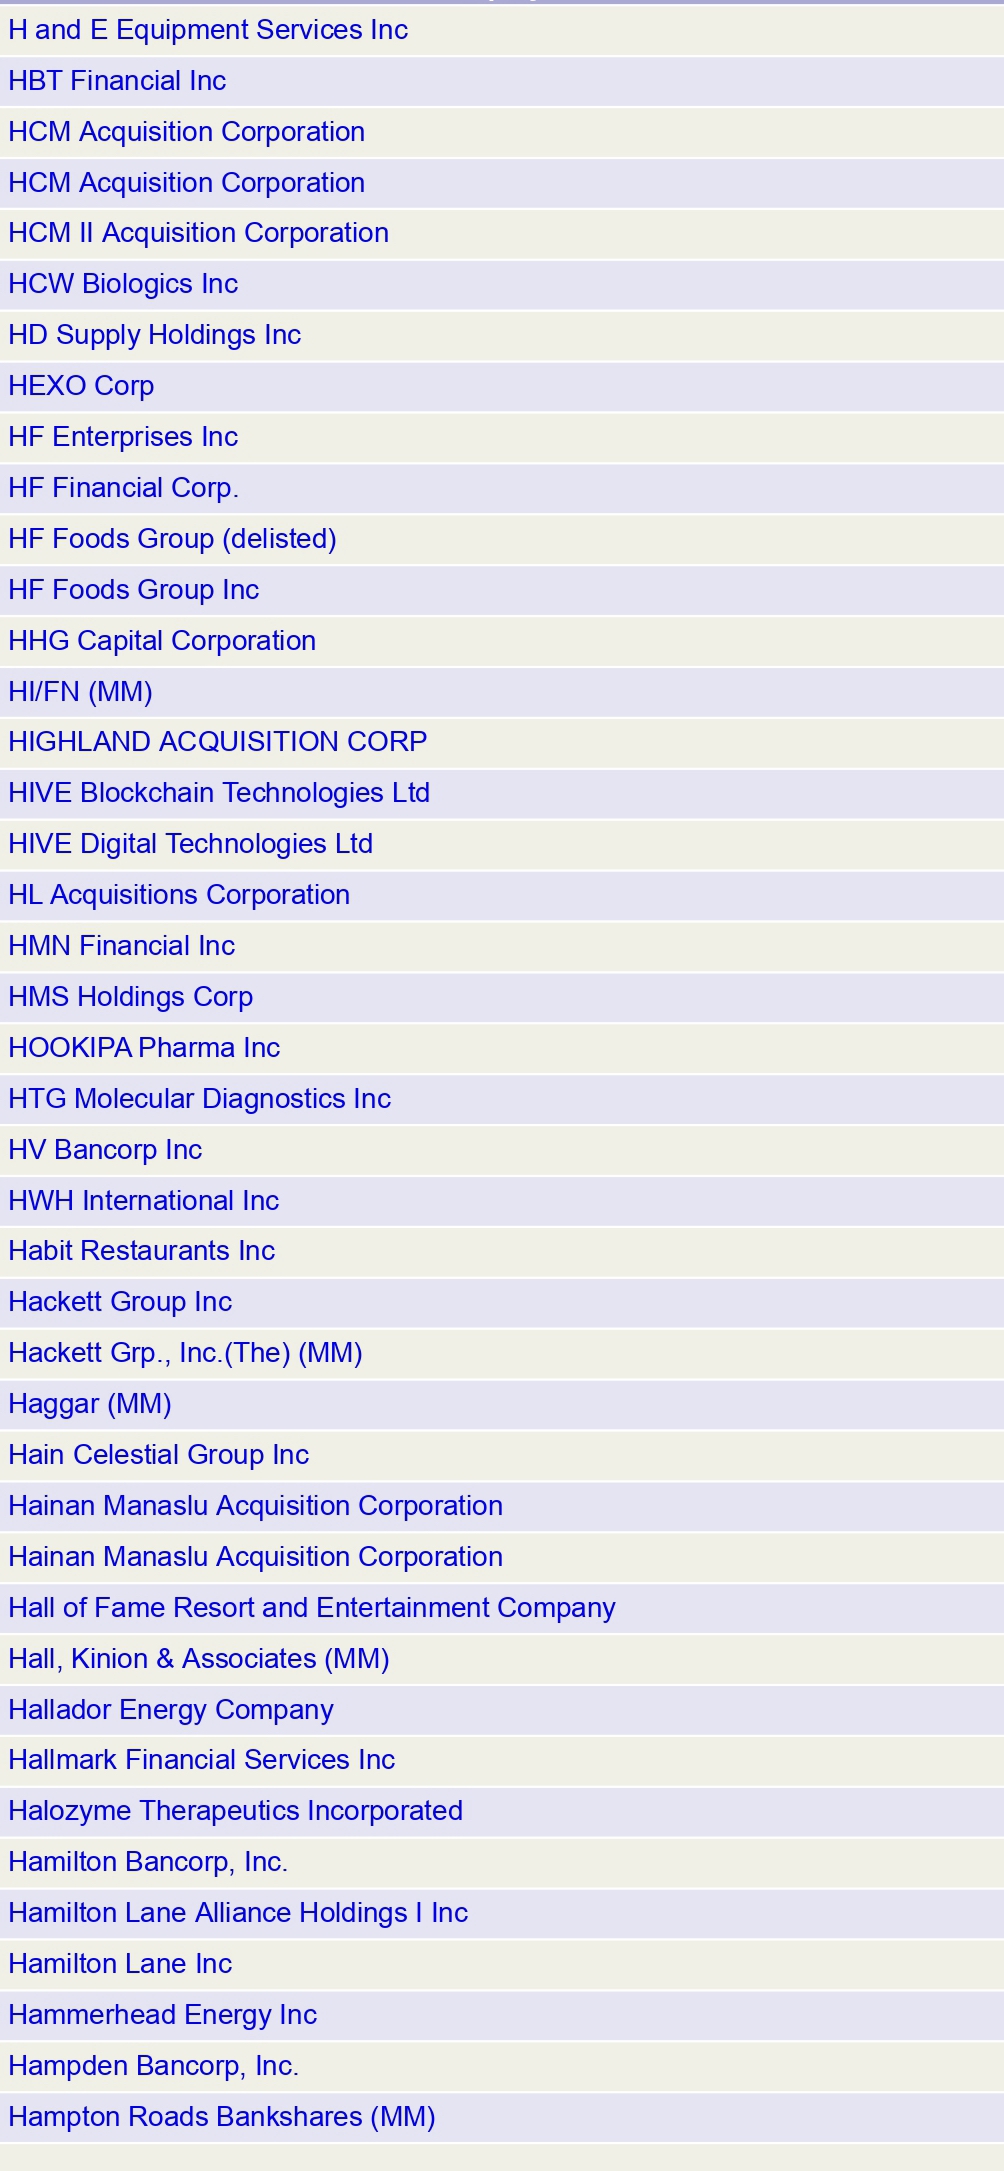 H and E Equipment Services Inc
HBT Financial Inc
HCM Acquisition Corporation
HCM Acquisition Corporation
HCM II Acquisition Corporation
HCW Biologics Inc
HD Supply Holdings Inc
HEXO Corp
HF Enterprises Inc
HF Financial Corp.
HF Foods Group (delisted)
HF Foods Group Inc
HHG Capital Corporation
HI/FN (MM)
HIGHLAND ACQUISITION CORP
HIVE Blockchain Technologies Ltd
HIVE Digital Technologies Ltd
HL Acquisitions Corporation
HMN Financial Inc
HMS Holdings Corp
HOOKIPA Pharma Inc
HTG Molecular Diagnostics Inc
HV Bancorp Inc
HWH International Inc
Habit Restaurants Inc
Hackett Group Inc
Hackett Grp., Inc.(The) (MM)
Haggar (MM)
Hain Celestial Group Inc
Hainan Manaslu Acquisition Corporation
Hainan Manaslu Acquisition Corporation
Hall of Fame Resort and Entertainment Company
Hall, Kinion & Associates (MM)
Hallador Energy Company
Hallmark Financial Services Inc
Halozyme Therapeutics Incorporated
Hamilton Bancorp, Inc.
Hamilton Lane Alliance Holdings I Inc
Hamilton Lane Inc
Hammerhead Energy Inc
Hampden Bancorp, Inc.
Hampton Roads Bankshares (MM)